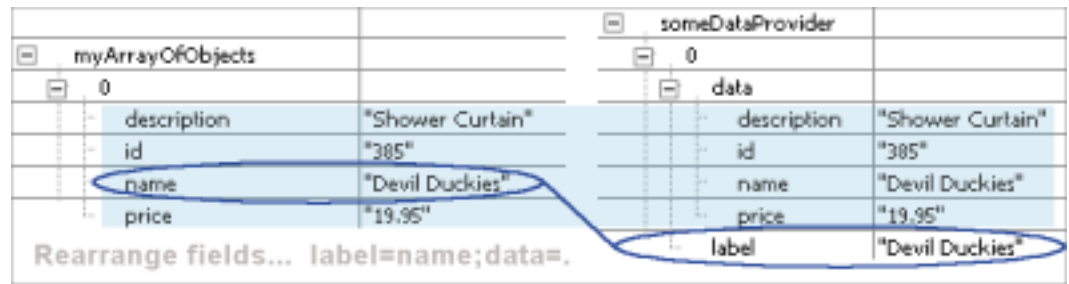 myArrayOfObjects
0
description "Shower Curtain"
id "385"
name "Devil Duckies"
price "19.95"
Rearrange fields... label=name;data=.
someDataProvider
0
data
description "Shower Curtain"
id "385"
name "Devil Duckies"
price "19.95"
label "Devil Duckies"